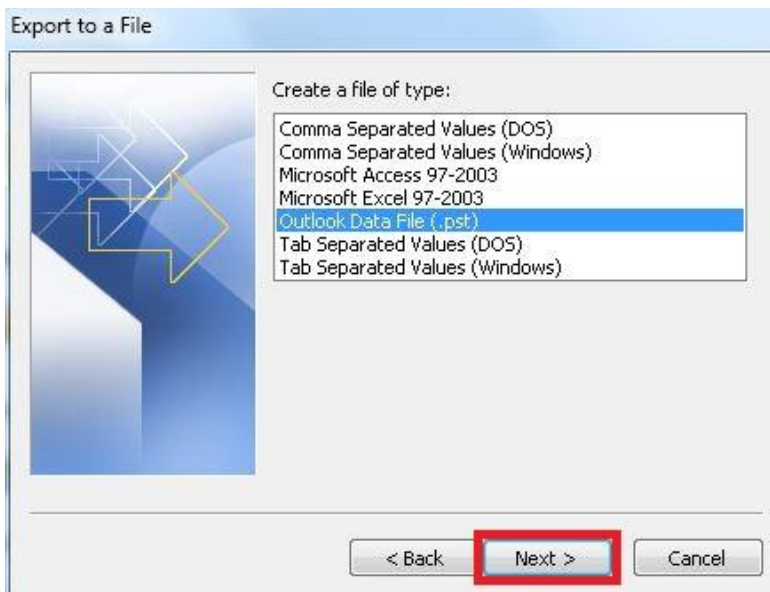 Export to a File
Create a file of type:
Comma Separated Values (DOS)
Comma Separated Values (Windows)
Microsoft Access 97-2003
Microsoft Excel 97-2003
Outlook Data File (.pst)
Tab Separated Values (DOS)
Tab Separated Values (Windows)
< Back Next > Cancel